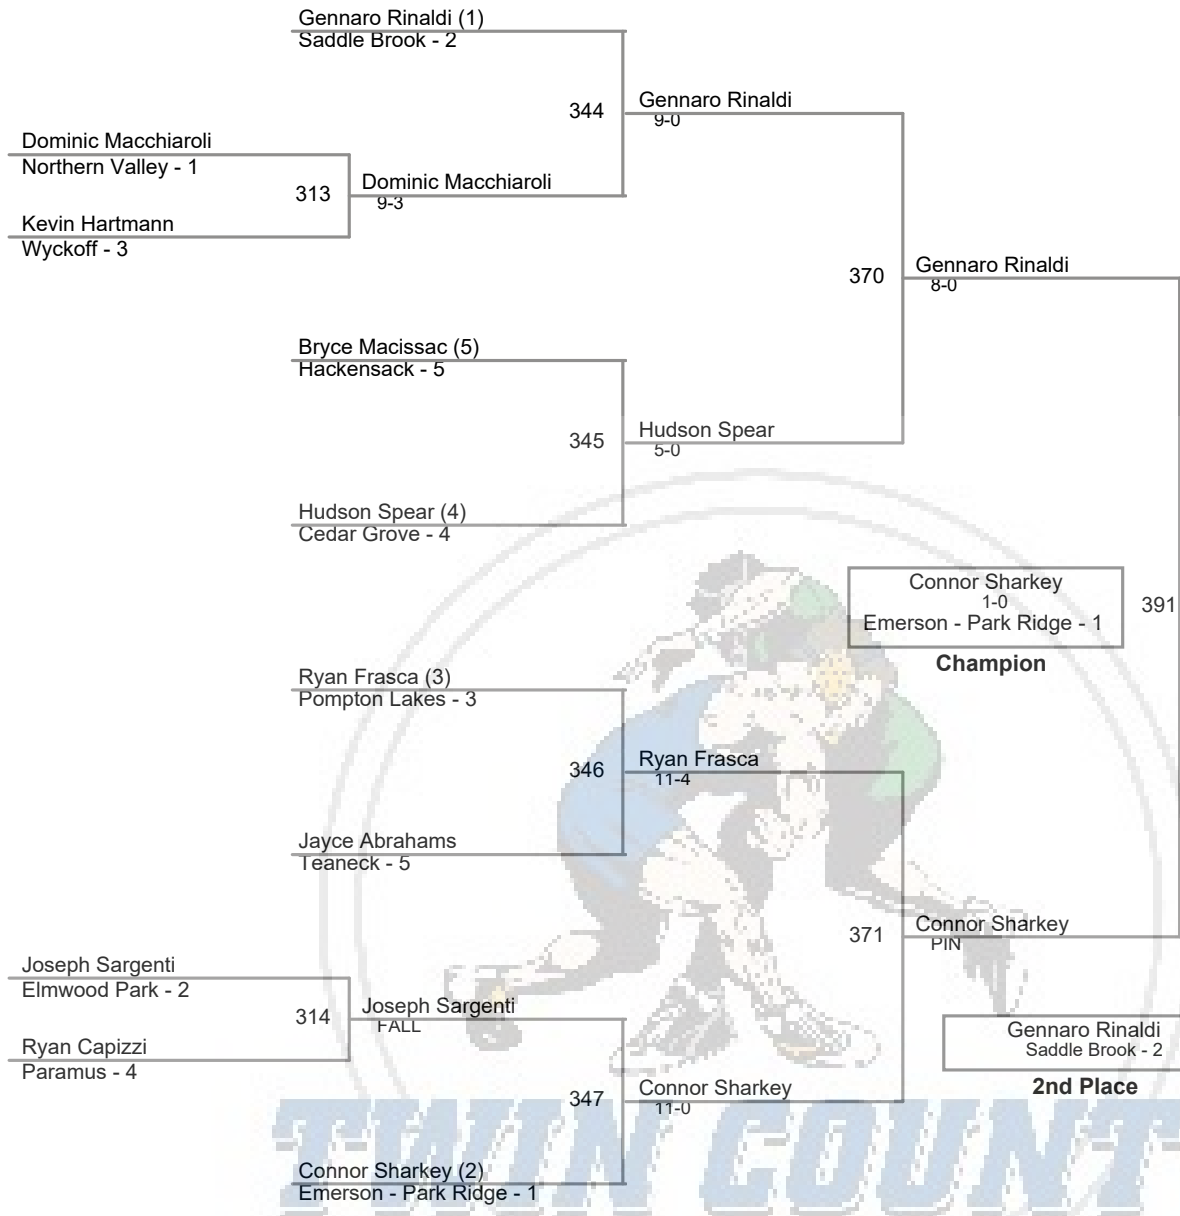 Gennaro Rinaldi (1)
Saddle Brook - 2
344
Gennaro Rinaldi
9-0
Dominic Macchiaroli
Northern Valley - 1
313
Dominic Macchiaroli
9-3
Kevin Hartmann
Wyckoff - 3
370
Gennaro Rinaldi
8-0
Bryce Macissac (5)
Hackensack - 5
345
Hudson Spear
5-0
Hudson Spear (4)
Cedar Grove - 4
Connor Sharkey
1-0
Emerson - Park Ridge - 1
391
Champion
Ryan Frasca (3)
Pompton Lakes - 3
346
Ryan Frasca
11-4
Jayce Abrahams
Teaneck - 5
371
Connor Sharkey
PIN
Joseph Sargenti
Elmwood Park - 2
314
Joseph Sargenti
FALL
Ryan Capizzi
Paramus - 4
Gennaro Rinaldi
Saddle Brook - 2
2nd Place
347
Connor Sharkey
11-0
Connor Sharkey (2)
Emerson - Park Ridge - 1
TWIN COUNT